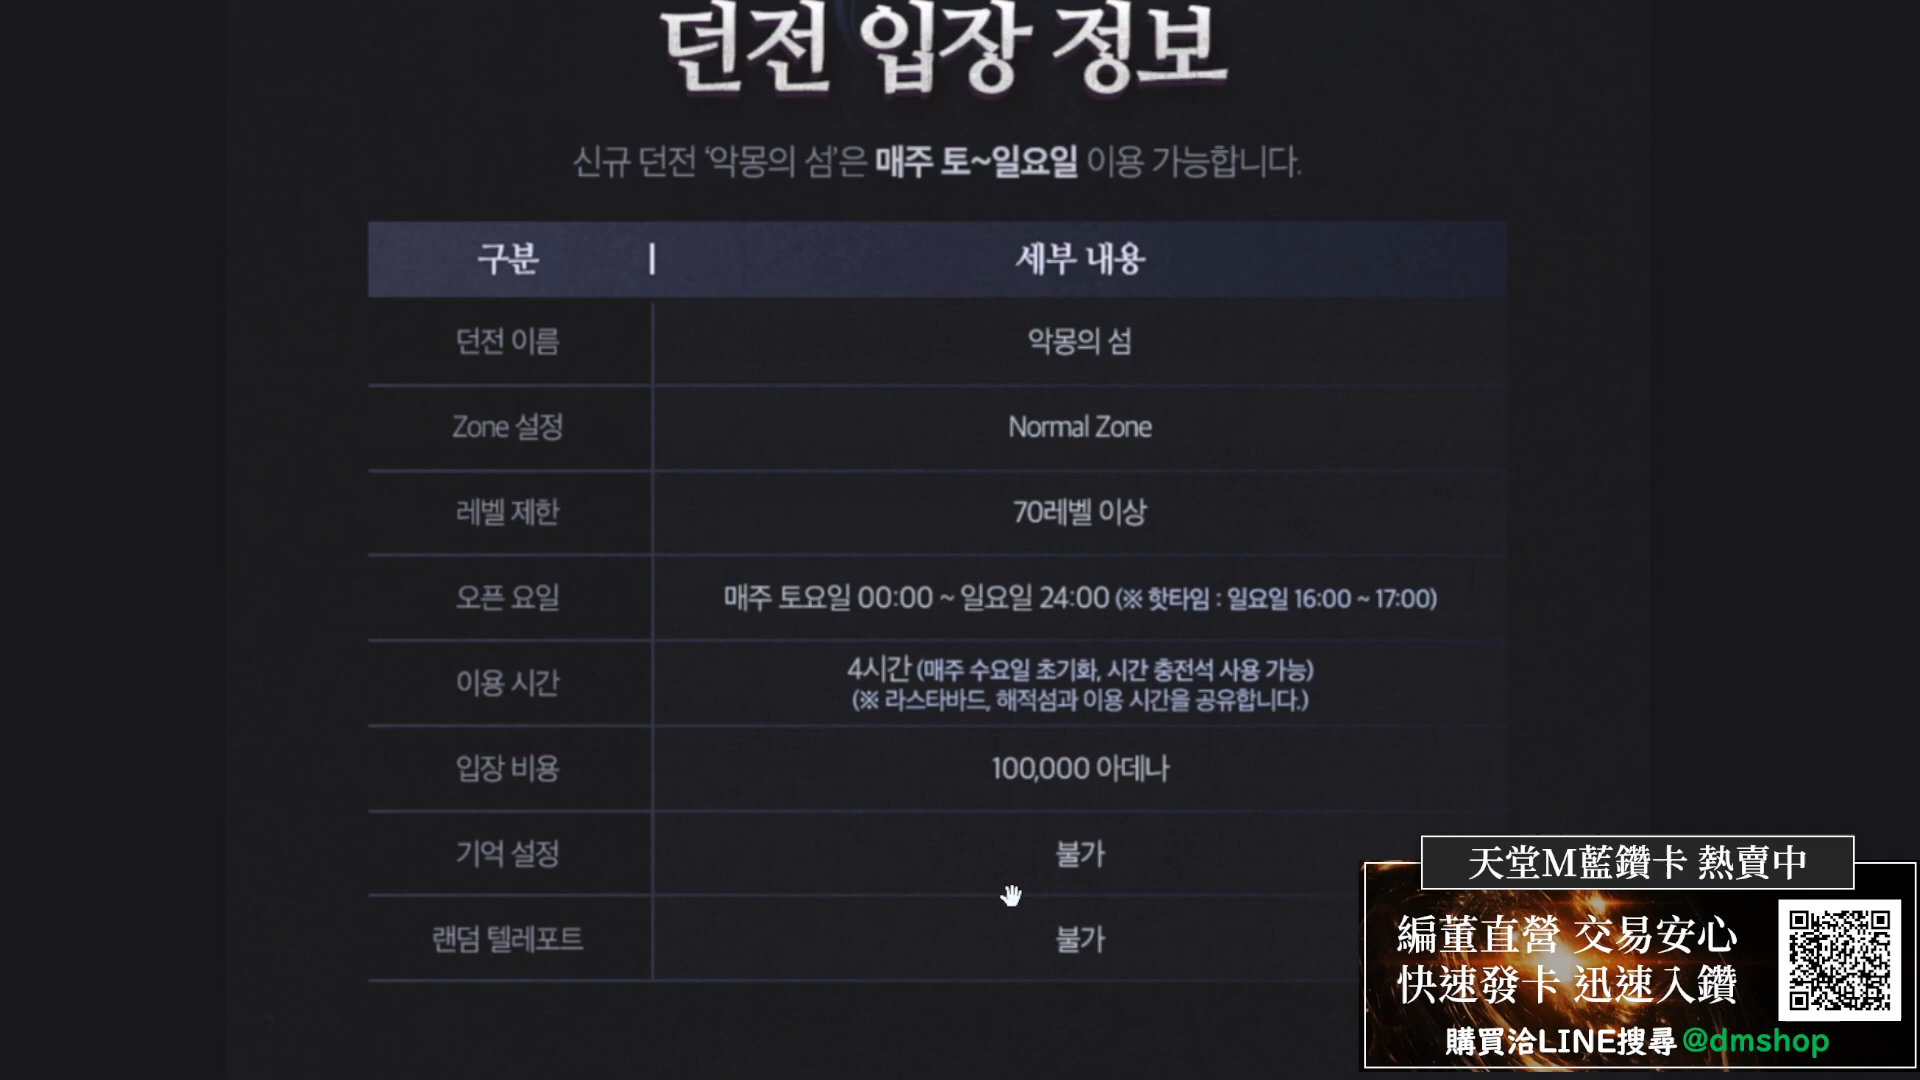 던전 입장 정보
신규 던전 ‘악몽의 섬’은 매주 토~일요일 이용 가능합니다.
구분 세부 내용
던전 이름 악몽의 섬
Zone 설정 Normal Zone
레벨 제한 70레벨 이상
오픈 요일 매주 토요일 00:00 ~ 일요일 24:00 (※ 핫타임 : 일요일 16:00 ~ 17:00)
이용 시간 4시간 (매주 수요일 초기화, 시간 충전석 사용 가능)
(※ 라스타바드, 해적섬과 이용 시간을 공유합니다.)
입장 비용 100,000 아데나
기억 설정 불가
랜덤 텔레포트 불가
天堂M藍鑽卡 熱賣中
編董直營 交易安心
快速發卡 迅速入鑽
購買洽LINE搜尋 @dmshop